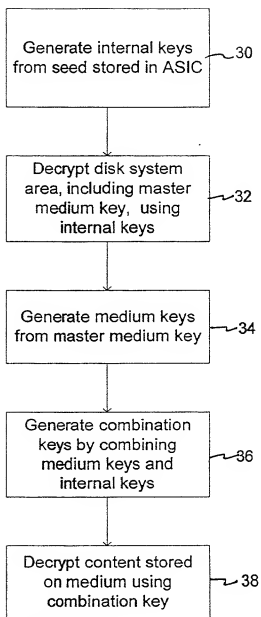 Generate internal keys
from seed stored in ASIC
30
Decrypt disk system
area, including master
medium key, using
internal keys
32
Generate medium keys
from master medium key
34
Generate combination
keys by combining
medium keys and
internal keys
36
Decrypt content stored
on medium using
combination key
38